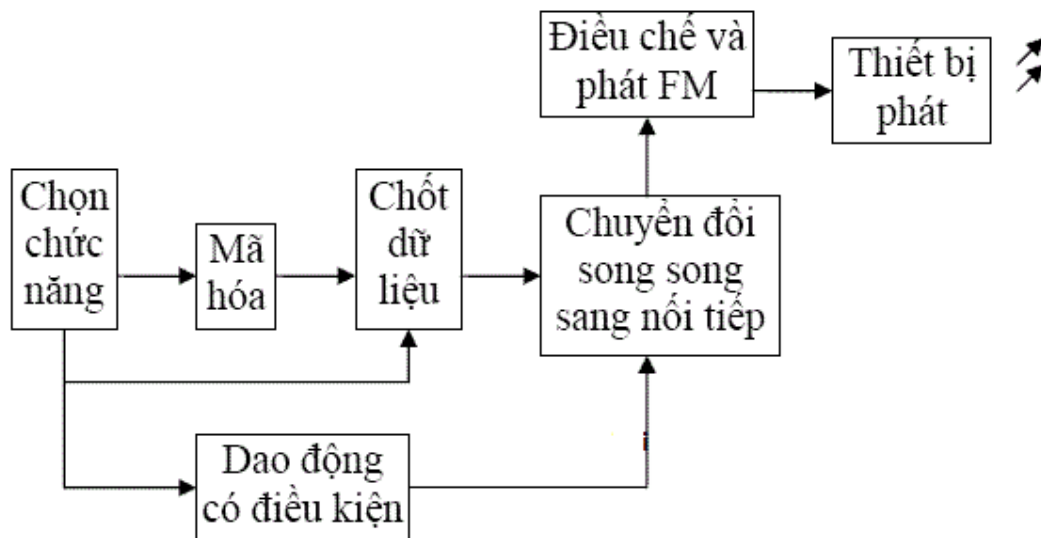 Điều chế và
phát FM
Thiết bị
phát
Chọn
chức
năng
Mã
hóa
Chốt
dữ
liệu
Chuyển đổi
song song
sang nối tiếp
Dao động
có điều kiện